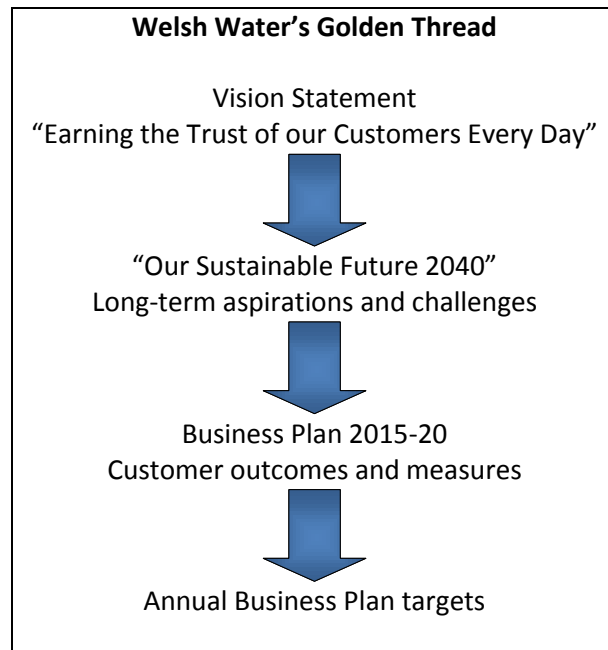 Welsh Water’s Golden Thread
Vision Statement
“Earning the Trust of our Customers Every Day”
“Our Sustainable Future 2040”
Long-term aspirations and challenges
Business Plan 2015-20
Customer outcomes and measures
Annual Business Plan targets